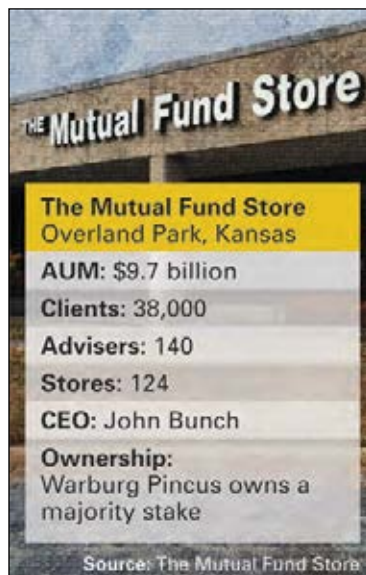 THE Mutual Fund Store
The Mutual Fund Store
Overland Park, Kansas
AUM: $9.7 billion
Clients: 38,000
Advisers: 140
Stores: 124
CEO: John Bunch
Ownership:
Warburg Pincus owns a
majority stake
Source: The Mutual Fund Store